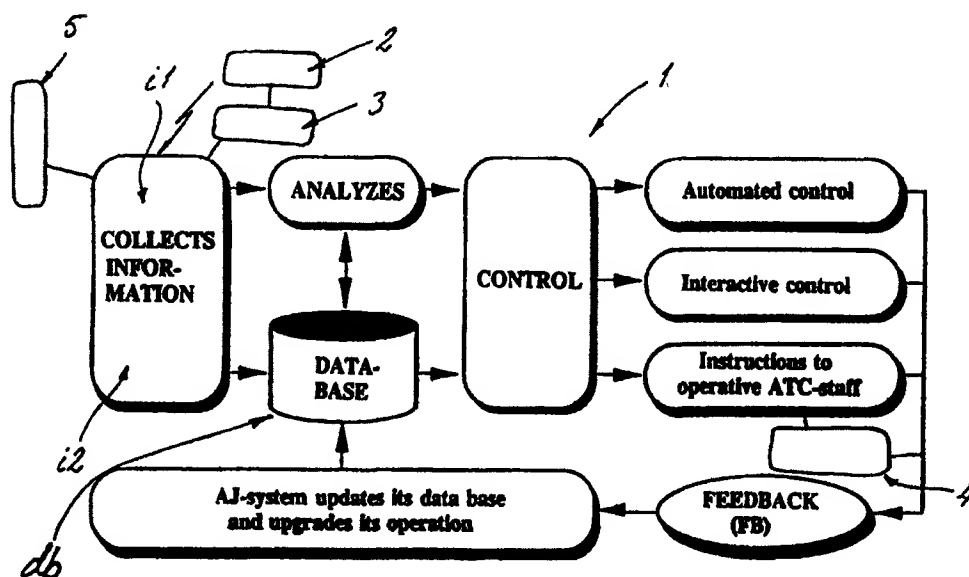 5
i1
2
3
1
ANALYZES
Automated control
COLLECTS
INFOR-
MATION
CONTROL
Interactive control
DATA-
BASE
Instructions to
operative ATC-staff
i2
AJ-system updates its data base
and upgrades its operation
FEEDBACK
(FB)
4
db